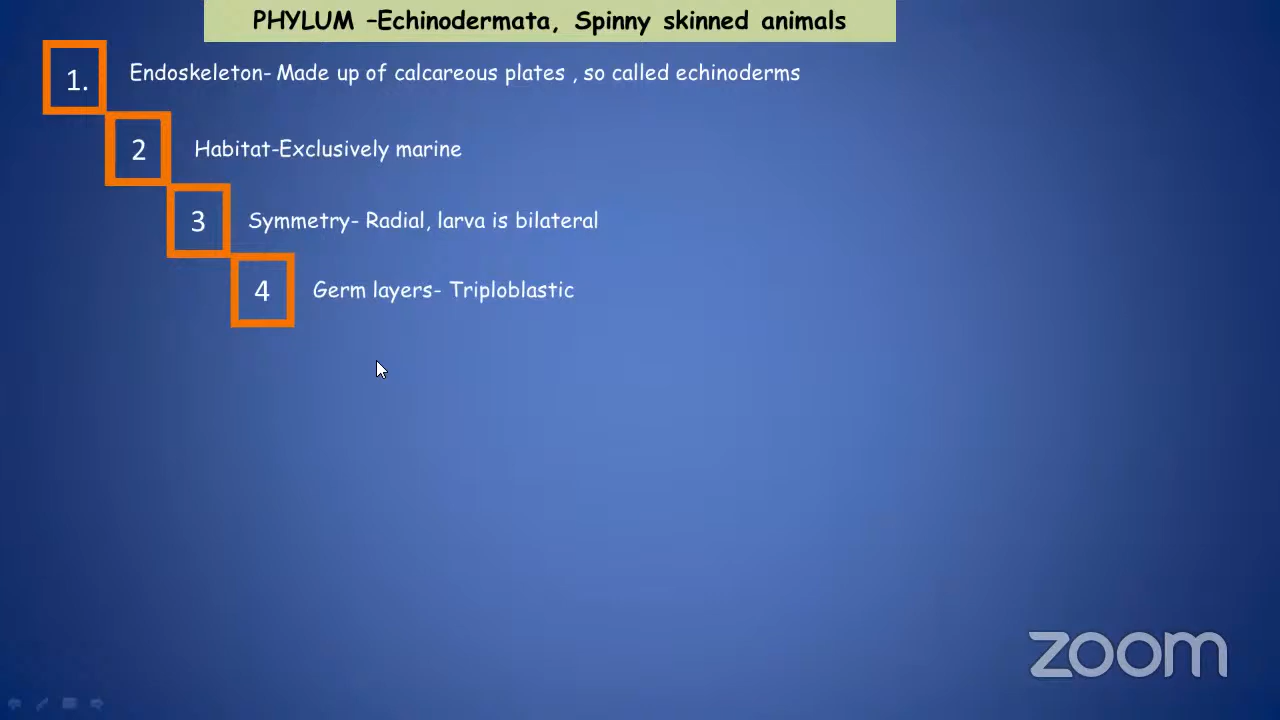 PHYLUM –Echinodermata, Spinny skinned animals
1. Endoskeleton- Made up of calcareous plates , so called echinoderms
2 Habitat-Exclusively marine
3 Symmetry- Radial, larva is bilateral
4 Germ layers- Triploblastic
zoom